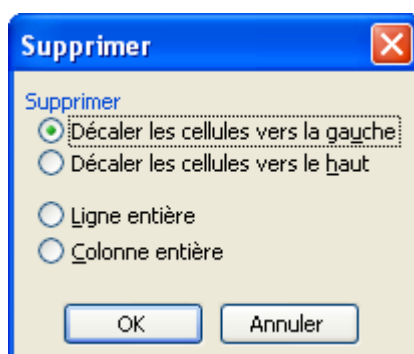 Supprimer
Supprimer
Décaler les cellules vers la gauche
Décaler les cellules vers le haut
Ligne entière
Colonne entière
OK Annuler